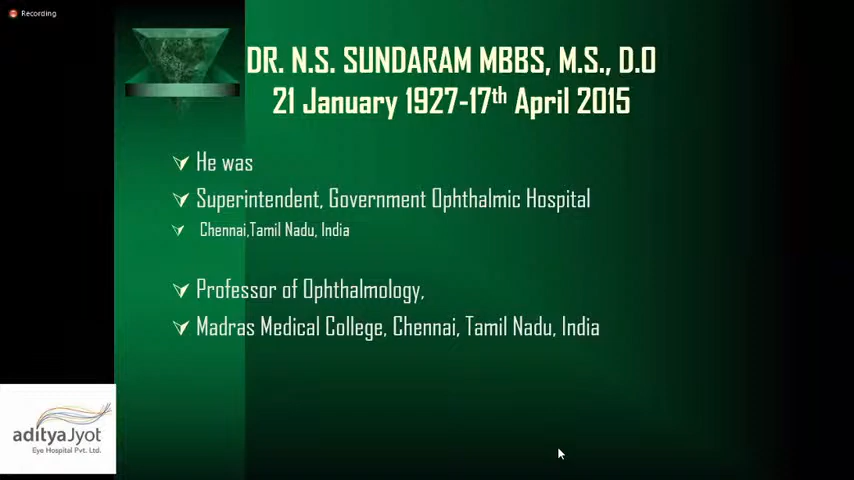 Recording
DR. N.S. SUNDARAM MBBS, M.S., D.O
21 January 1927-17th April 2015
He was
Superintendent, Government Ophthalmic Hospital
Chennai,Tamil Nadu, India
Professor of Ophthalmology,
Madras Medical College, Chennai, Tamil Nadu, India
adityaJyot
Eye Hospital Pvt. Ltd.